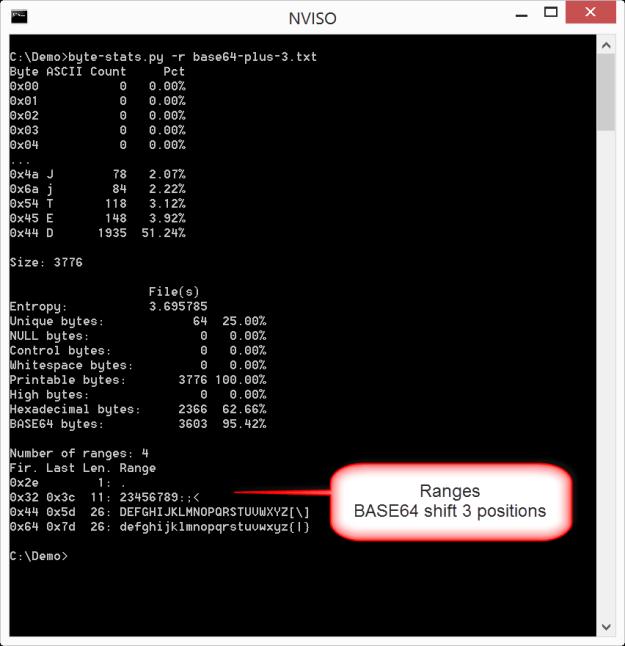 NVISO
C:\Demo>byte-stats.py -r base64-plus-3.txt
Byte ASCII Count     Pct
0x00           0   0.00%
0x01           0   0.00%
0x02           0   0.00%
0x03           0   0.00%
0x04           0   0.00%
...
0x4a J        78   2.07%
0x6a j        84   2.22%
0x54 T       118   3.12%
0x45 E       148   3.92%
0x44 D      1935  51.24%
Size: 3776
File(s)
Entropy:           3.695785
Unique bytes:            64  25.00%
NULL bytes:               0   0.00%
Control bytes:            0   0.00%
Whitespace bytes:         0   0.00%
Printable bytes:       3776 100.00%
High bytes:               0   0.00%
Hexadecimal bytes:     2366  62.66%
BASE64 bytes:          3603  95.42%
Number of ranges: 4
Fir. Last Len. Range
0x2e        1: .
0x32 0x3c  11: 23456789:;<
0x44 0x5d  26: DEFGHIJKLMNOPQRSTUVWXYZ[\]
0x64 0x7d  26: defghijklmnopqrstuvwxyz{|}
C:\Demo>
Ranges
BASE64 shift 3 positions